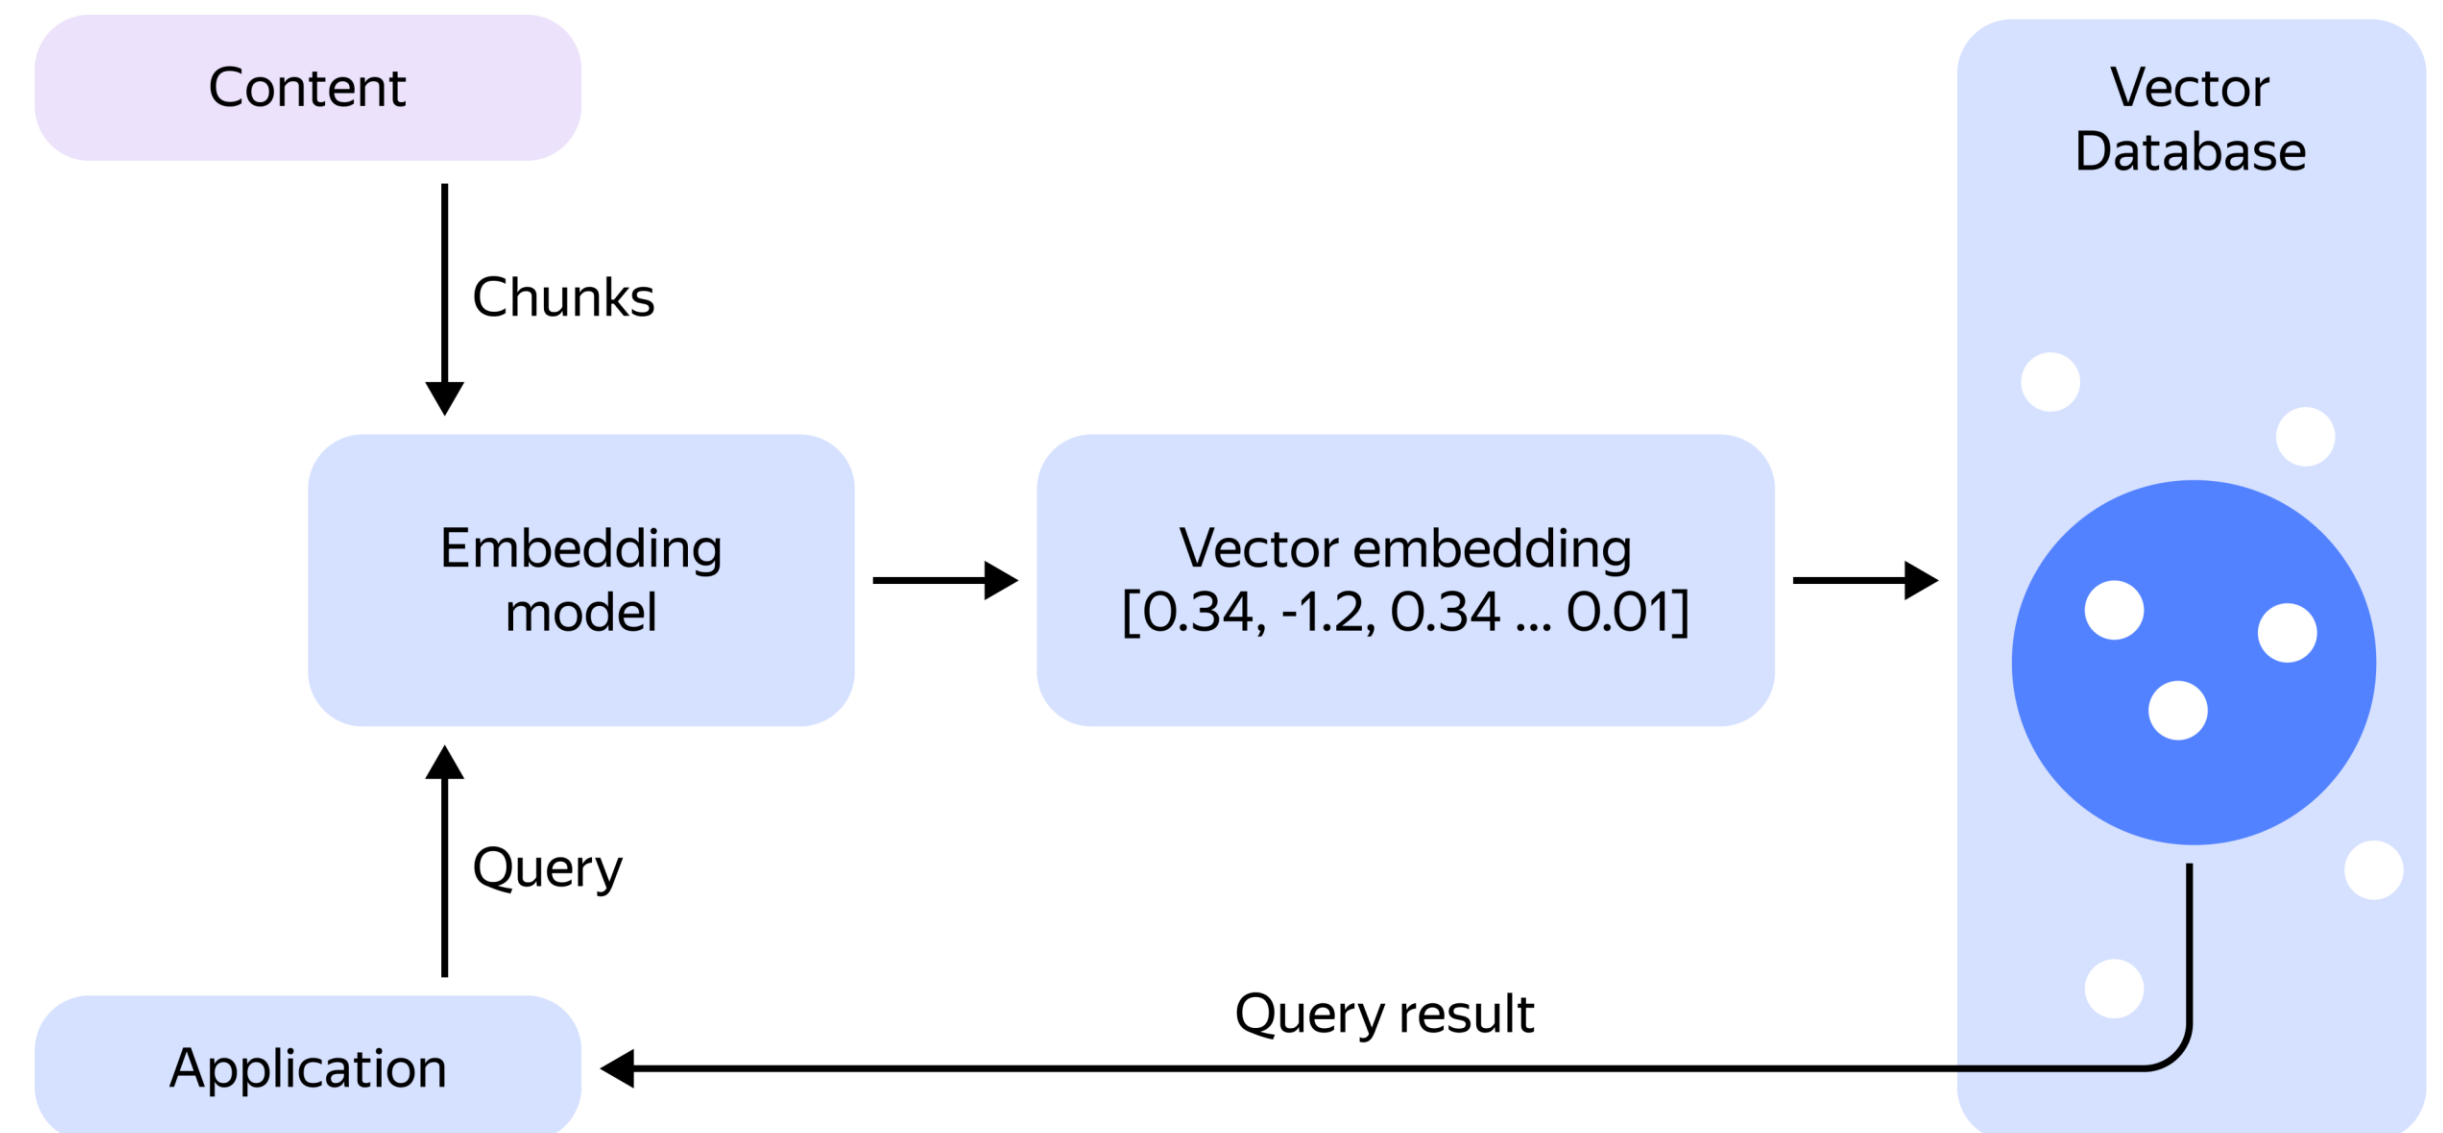 Content
Vector
Database
Chunks
Embedding
model
Vector embedding
[0.34, -1.2, 0.34 ... 0.01]
Query
Query result
Application